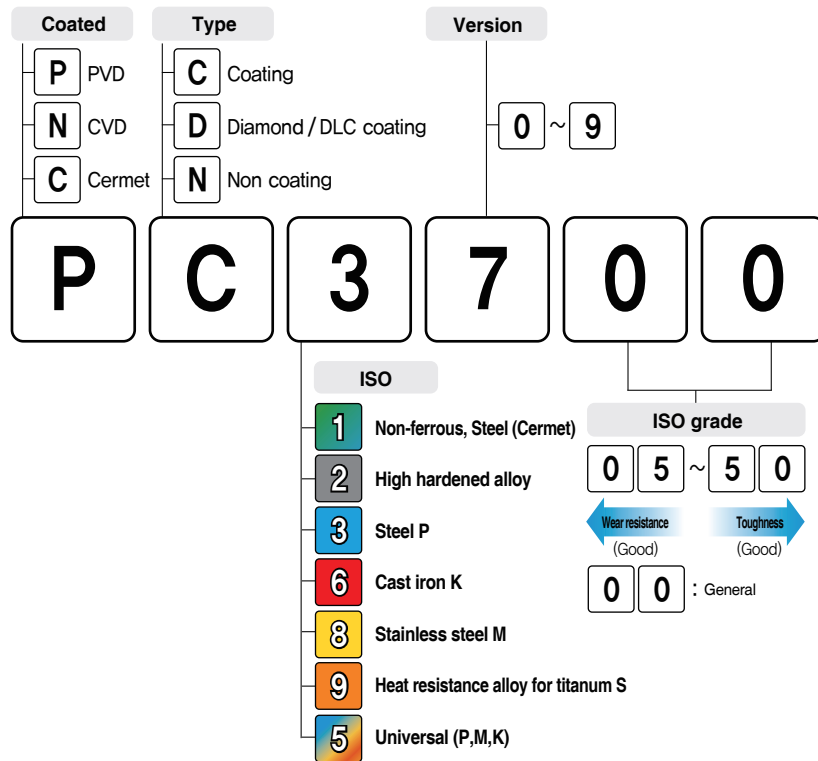 Coated Type Version
P PVD C Coating
N CVD D Diamond / DLC coating 0 ~ 9
C Cermet N Non coating
P C 3 7 0 0
ISO
1 Non-ferrous, Steel (Cermet)
2 High hardened alloy
3 Steel P
6 Cast iron K
8 Stainless steel M
9 Heat resistance alloy for titanum S
5 Universal (P,M,K)
ISO grade
0 5 ~ 5 0
Wear resistance Toughness
(Good) (Good)
0 0 : General